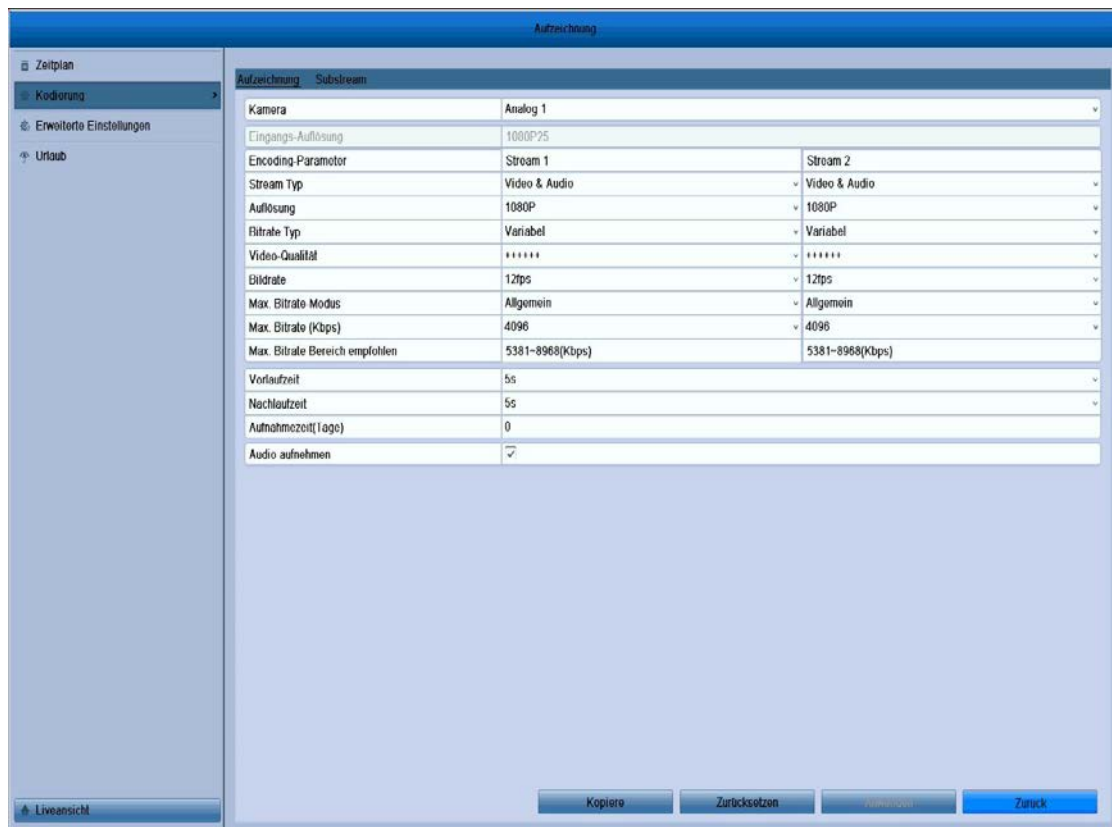 Aufzeichnung
Zeitplan
Kodierung
Erweiterte Einstellungen
Urlaub
Aufzeichnung Substream
Kamera Analog 1
Eingangs-Auflösung 1080P25
Encoding-Parameter Stream 1 Stream 2
Stream Typ Video & Audio Video & Audio
Auflösung 1080P 1080P
Bitrate Typ Variabel Variabel
Video-Qualität ++++++ ++++++
Bildrate 12fps 12fps
Max. Bitrate Modus Allgemein Allgemein
Max. Bitrate (Kbps) 4096 4096
Max. Bitrate Bereich empfohlen 5381~8968(Kbps) 5381~8968(Kbps)
Vorlaufzeit 5s
Nachlaufzeit 5s
Aufnahmezeit(Tage) 0
Audio aufnehmen
Kopiere Zurücksetzen Zurück
Liveansicht